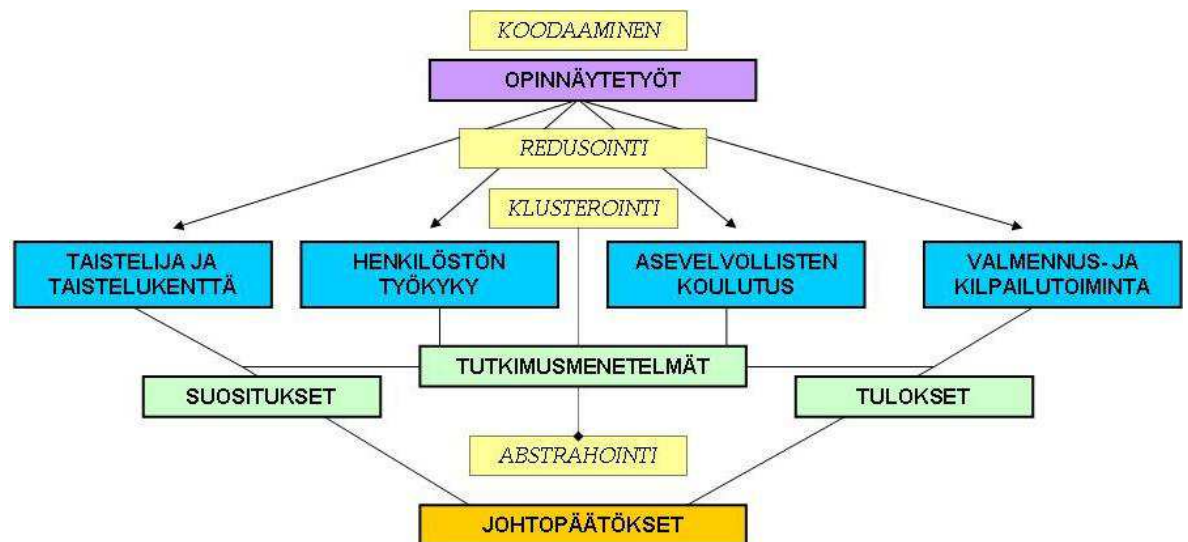 KOODAAMINEN
OPINNÄYTETYÖT
REDUSOINTI
KLUSTEROINTI
TAISTELIJA JA
TAISTELUKENTTÄ
HENKILÖSTÖN
TYÖKYKY
ASEVELVOLLISTEN
KOULUTUS
VALMENNUS- JA
KILPAILUTOIMINTA
TUTKIMUSMENETELMÄT
SUOSITUKSET
TULOKSET
ABSTRAHOINTI
JOHTOPÄÄTÖKSET